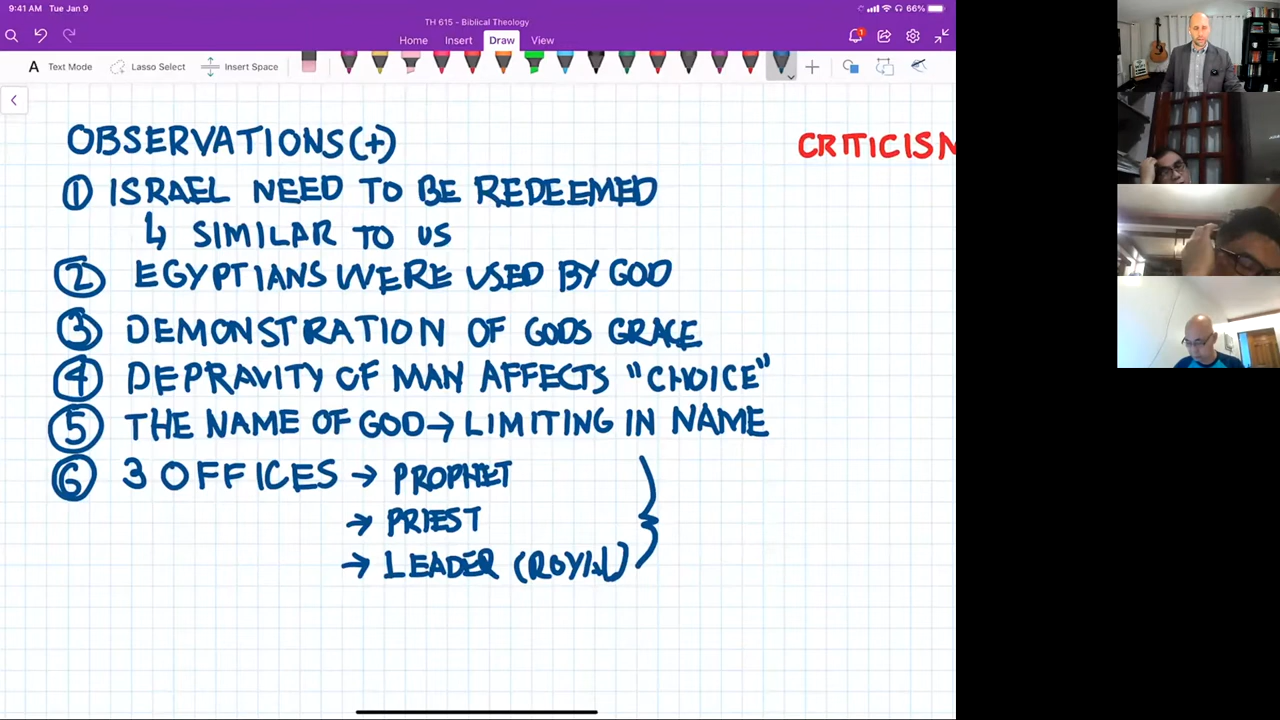 9:41 AM Tue Jan 9
66%
TH 615 - Biblical Theology
Home Insert Draw View
1
A Text Mode Lasso Select Insert Space
OBSERVATIONS (+)
CRITICISM
① ISRAEL NEED TO BE REDEEMED
↳ SIMILAR TO US
② EGYPTIANS WERE USED BY GOD
③ DEMONSTRATION OF GODS GRACE
④ DEPRAVITY OF MAN AFFECTS "CHOICE"
⑤ THE NAME OF GOD → LIMITING IN NAME
⑥ 3 OFFICES → PROPHET
→ PRIEST
→ LEADER (ROYAL)